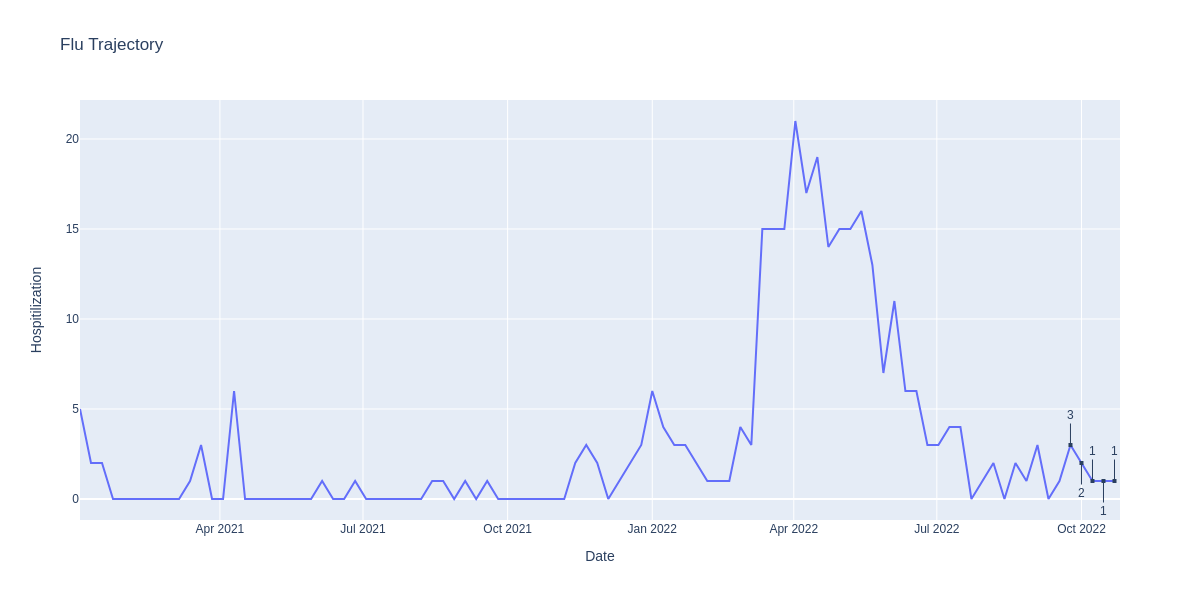 Flu Trajectory
Hospitilization
20
15
10
5
0
3
1
1
2
1
Apr 2021
Jul 2021
Oct 2021
Jan 2022
Apr 2022
Jul 2022
Oct 2022
Date